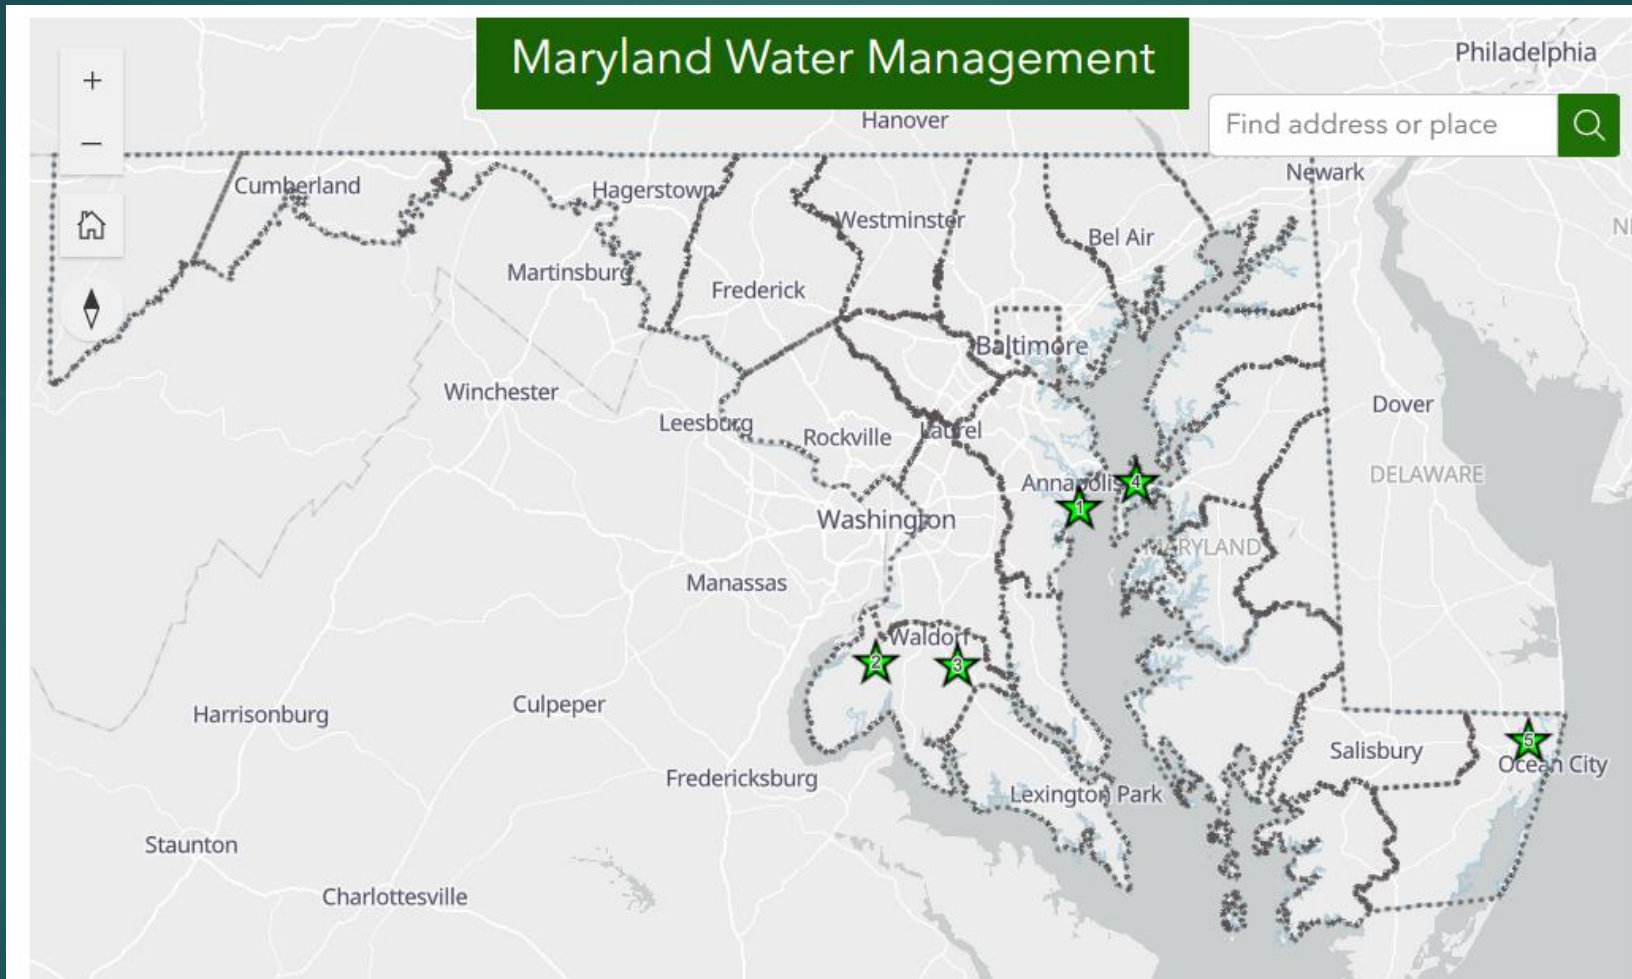 Maryland Water Management
Philadelphia
+
Find address or place
Hanover
−
Newark
Cumberland
Hagerstown
Westminster
Bel Air
Martinsburg
Frederick
Baltimore
Winchester
Dover
Leesburg
Rockville
Laurel
DELAWARE
Annapolis
4
1
Washington
MARYLAND
Manassas
Waldorf
2
3
Harrisonburg
Culpeper
5
Salisbury
Ocean City
Fredericksburg
Lexington Park
Staunton
Charlottesville